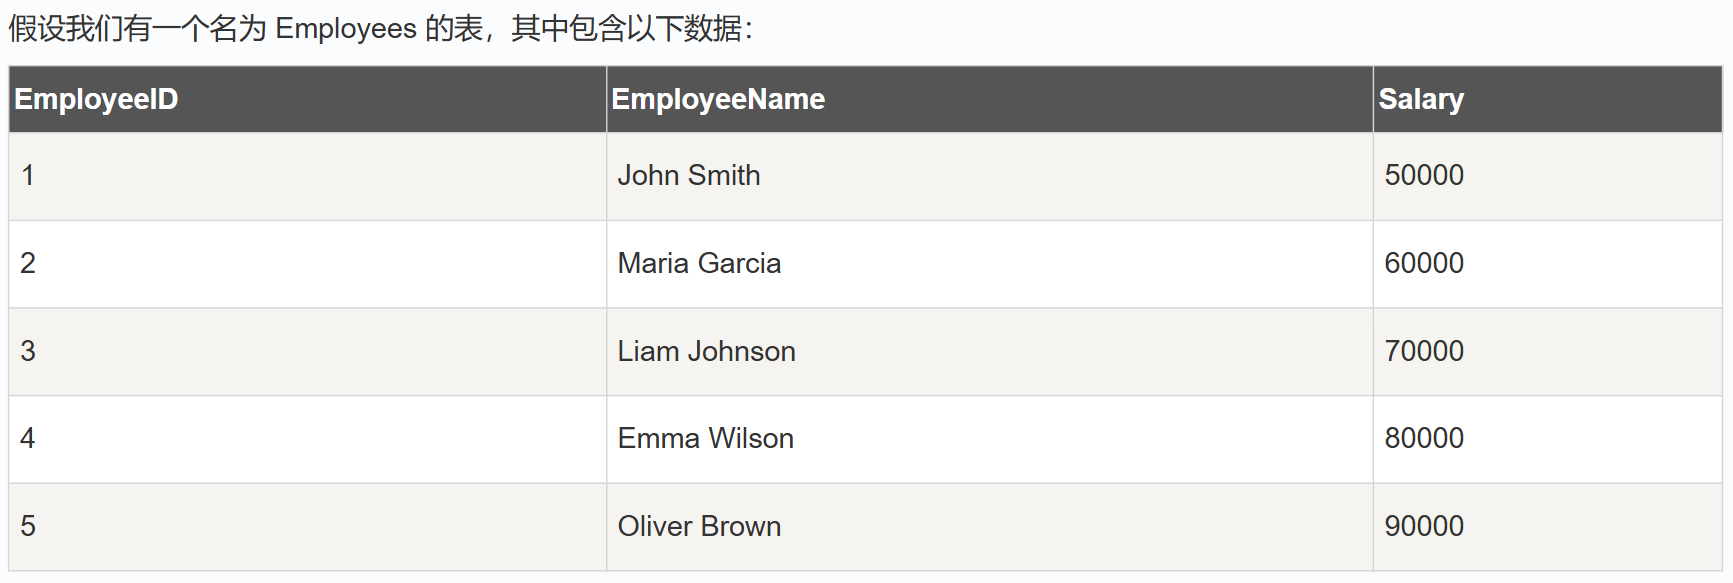 假设我们有一个名为 Employees 的表，其中包含以下数据：
EmployeeID EmployeeName Salary
1 John Smith 50000
2 Maria Garcia 60000
3 Liam Johnson 70000
4 Emma Wilson 80000
5 Oliver Brown 90000